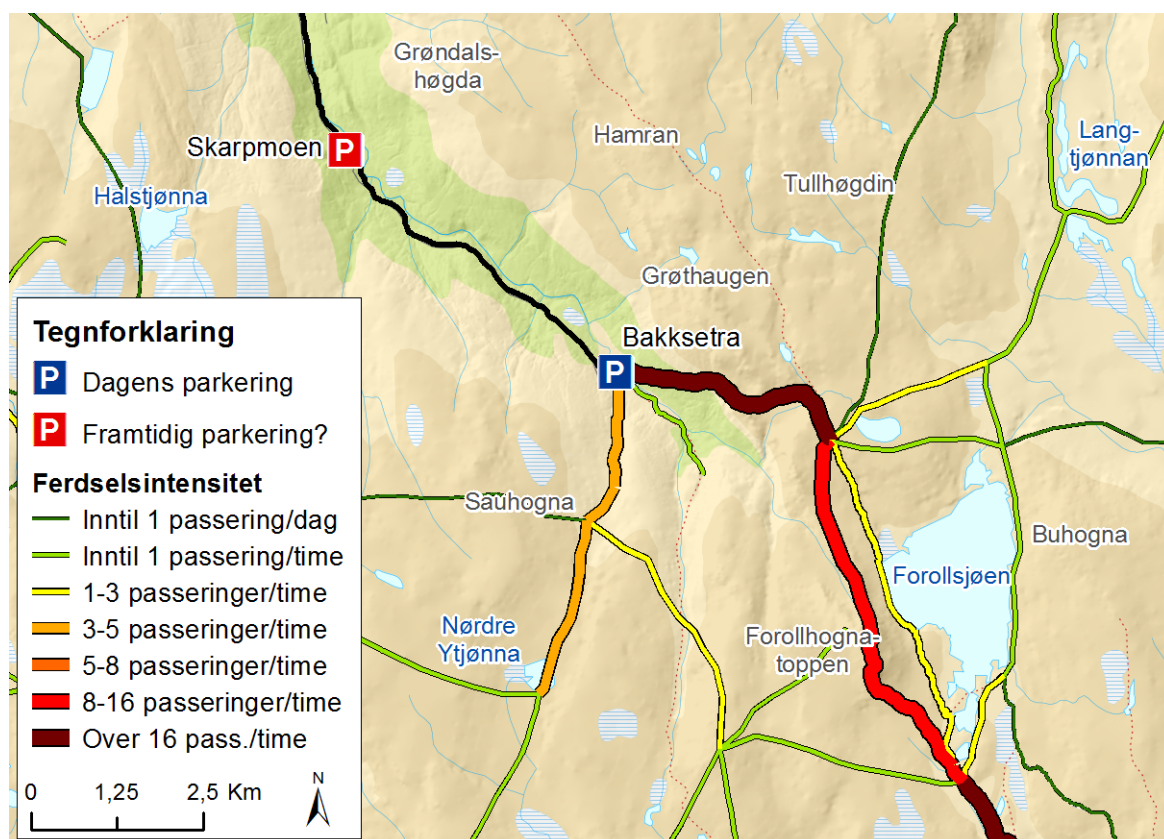 Grøndals-
høgda
Skarpmoen P
Hamran
Lang-
tjønnan
Tullhøgdin
Halstjønna
Grøthaugen
Bakksetra
P
Sauhogna
Buhogna
Forollsjøen
Nørdre
Ytjønna
Forollhogna-
toppen
Tegnforklaring
P Dagens parkering
P Framtidig parkering?
Ferdselsintensitet
Inntil 1 passering/dag
Inntil 1 passering/time
1-3 passeringer/time
3-5 passeringer/time
5-8 passeringer/time
8-16 passeringer/time
Over 16 pass./time
0 1,25 2,5 Km
N